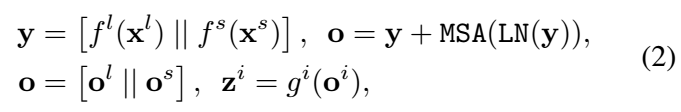 y = [f^l(x^l) || f^s(x^s)] , o = y + MSA(LN(y)),
o = [o^l || o^s] , z^i = g^i(o^i),
(2)